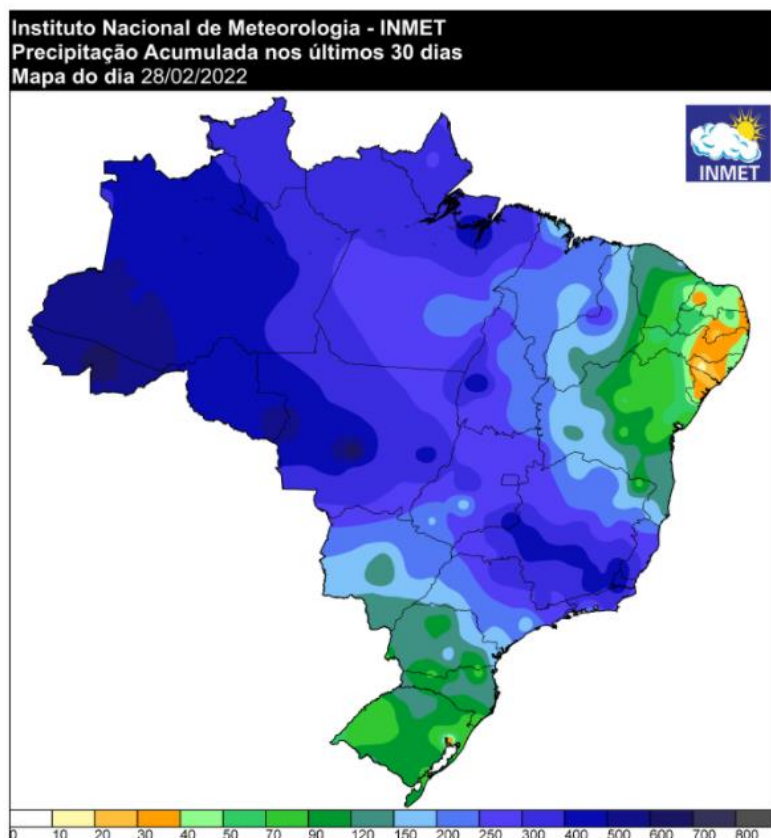 Instituto Nacional de Meteorologia - INMET
Precipitação Acumulada nos últimos 30 dias
Mapa do dia 28/02/2022
INMET
0 10 20 30 40 50 70 90 120 150 200 250 300 400 500 600 700 800